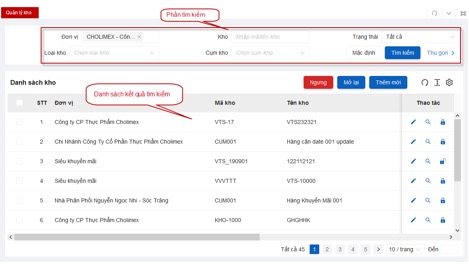 Quản lý kho
Phần tìm kiếm
Đơn vị CHOLIMEX - Côn... Kho nhập mã/tên kho Trạng thái Tất cả
Loại kho Chọn loại kho Cụm kho Chọn cụm kho Mặc định Tìm kiếm Thu gọn
Danh sách kho Ngưng Mở lại Thêm mới
Danh sách kết quả tìm kiếm
STT Đơn vị Mã kho Tên kho Thao tác
1 Công ty CP Thực Phẩm Cholimex VTS-17 VTS232321
2 Chi Nhánh Công Ty Cổ Phần Thực Phẩm Cholimex CUM001 Hàng cận date 001 update
3 Siêu khuyến mãi VTS_190901 122112121
4 Siêu khuyến mãi VVVTTT VTS-10000
5 Nhà Phân Phối Nguyễn Ngọc Nhi - Sóc Trăng CUM001 Hàng Khuyến Mãi 001
6 Công ty CP Thực Phẩm Cholimex KHO-1000 GHGHHK
Tất cả 45 1 2 3 4 5 10 / trang Đến